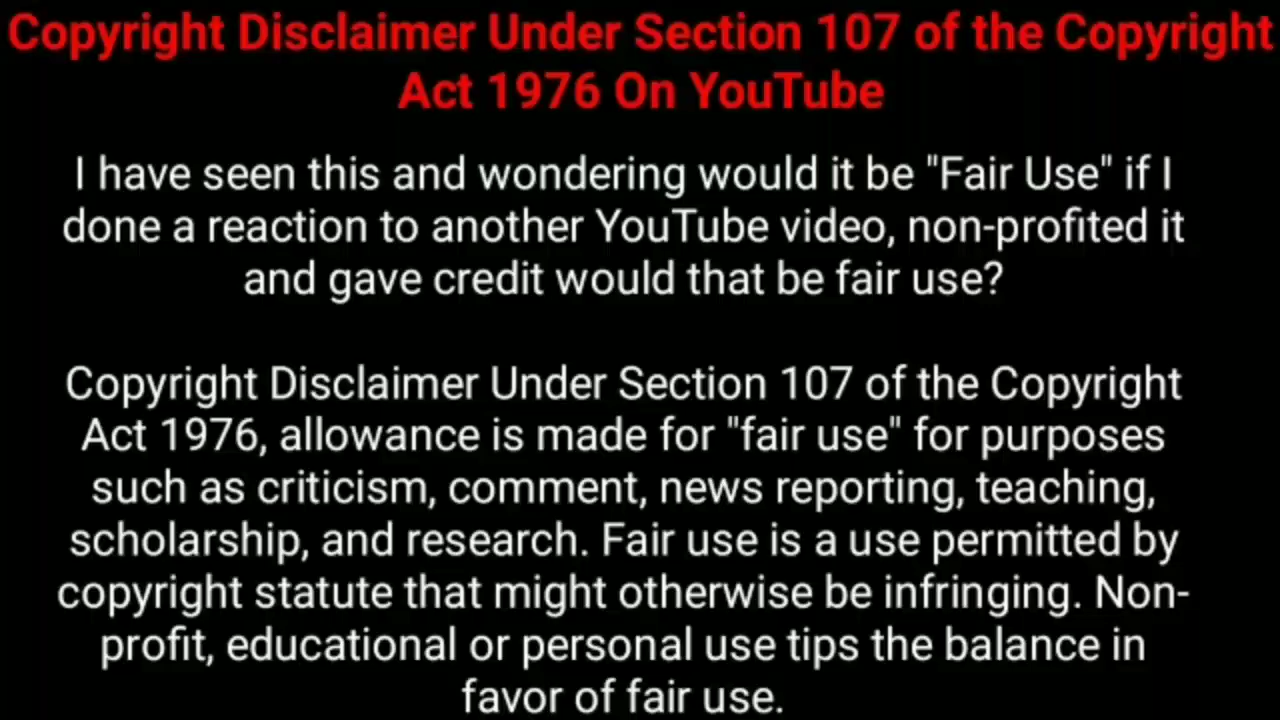 Copyright Disclaimer Under Section 107 of the Copyright
Act 1976 On YouTube
I have seen this and wondering would it be "Fair Use" if I
done a reaction to another YouTube video, non-profited it
and gave credit would that be fair use?
Copyright Disclaimer Under Section 107 of the Copyright
Act 1976, allowance is made for "fair use" for purposes
such as criticism, comment, news reporting, teaching,
scholarship, and research. Fair use is a use permitted by
copyright statute that might otherwise be infringing. Non-
profit, educational or personal use tips the balance in
favor of fair use.